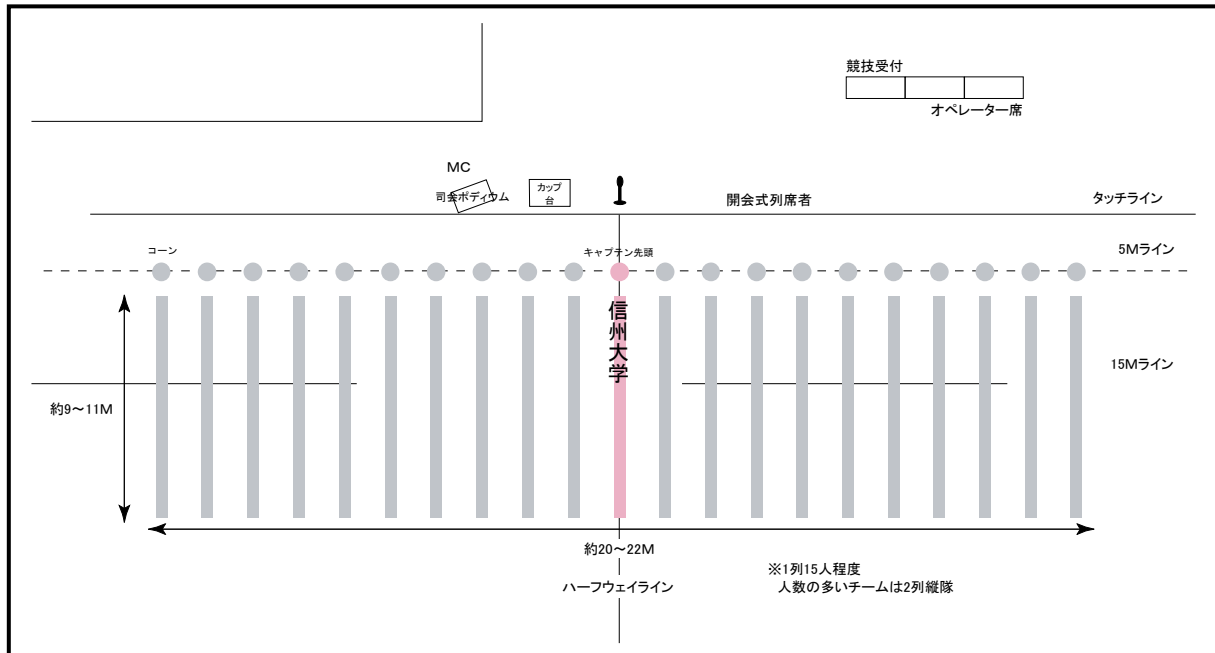 競技受付
オペレーター席
MC
司会ポディウム
カップ
台
開会式列席者
タッチライン
コーン
キャプテン先頭
5Mライン
信州大学
15Mライン
約9～11M
約20～22M
ハーフウェイライン
※1列15人程度
人数の多いチームは2列縦隊